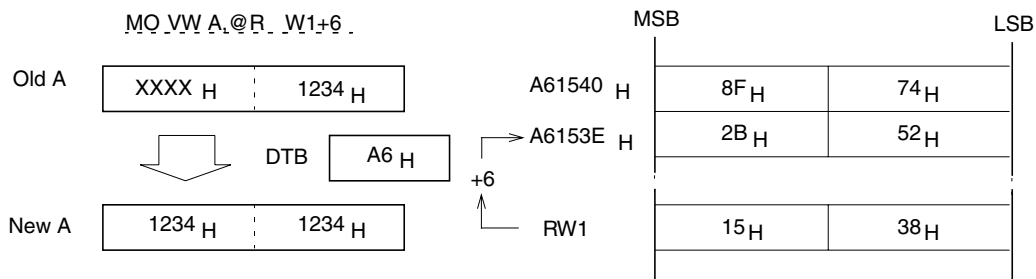 MO VW A,@R W1+6
MSB
LSB
Old A
XXXX H
1234 H
A61540 H
8F H
74 H
DTB
A6 H
A6153E H
2B H
52 H
+6
New A
1234 H
1234 H
RW1
15 H
38 H